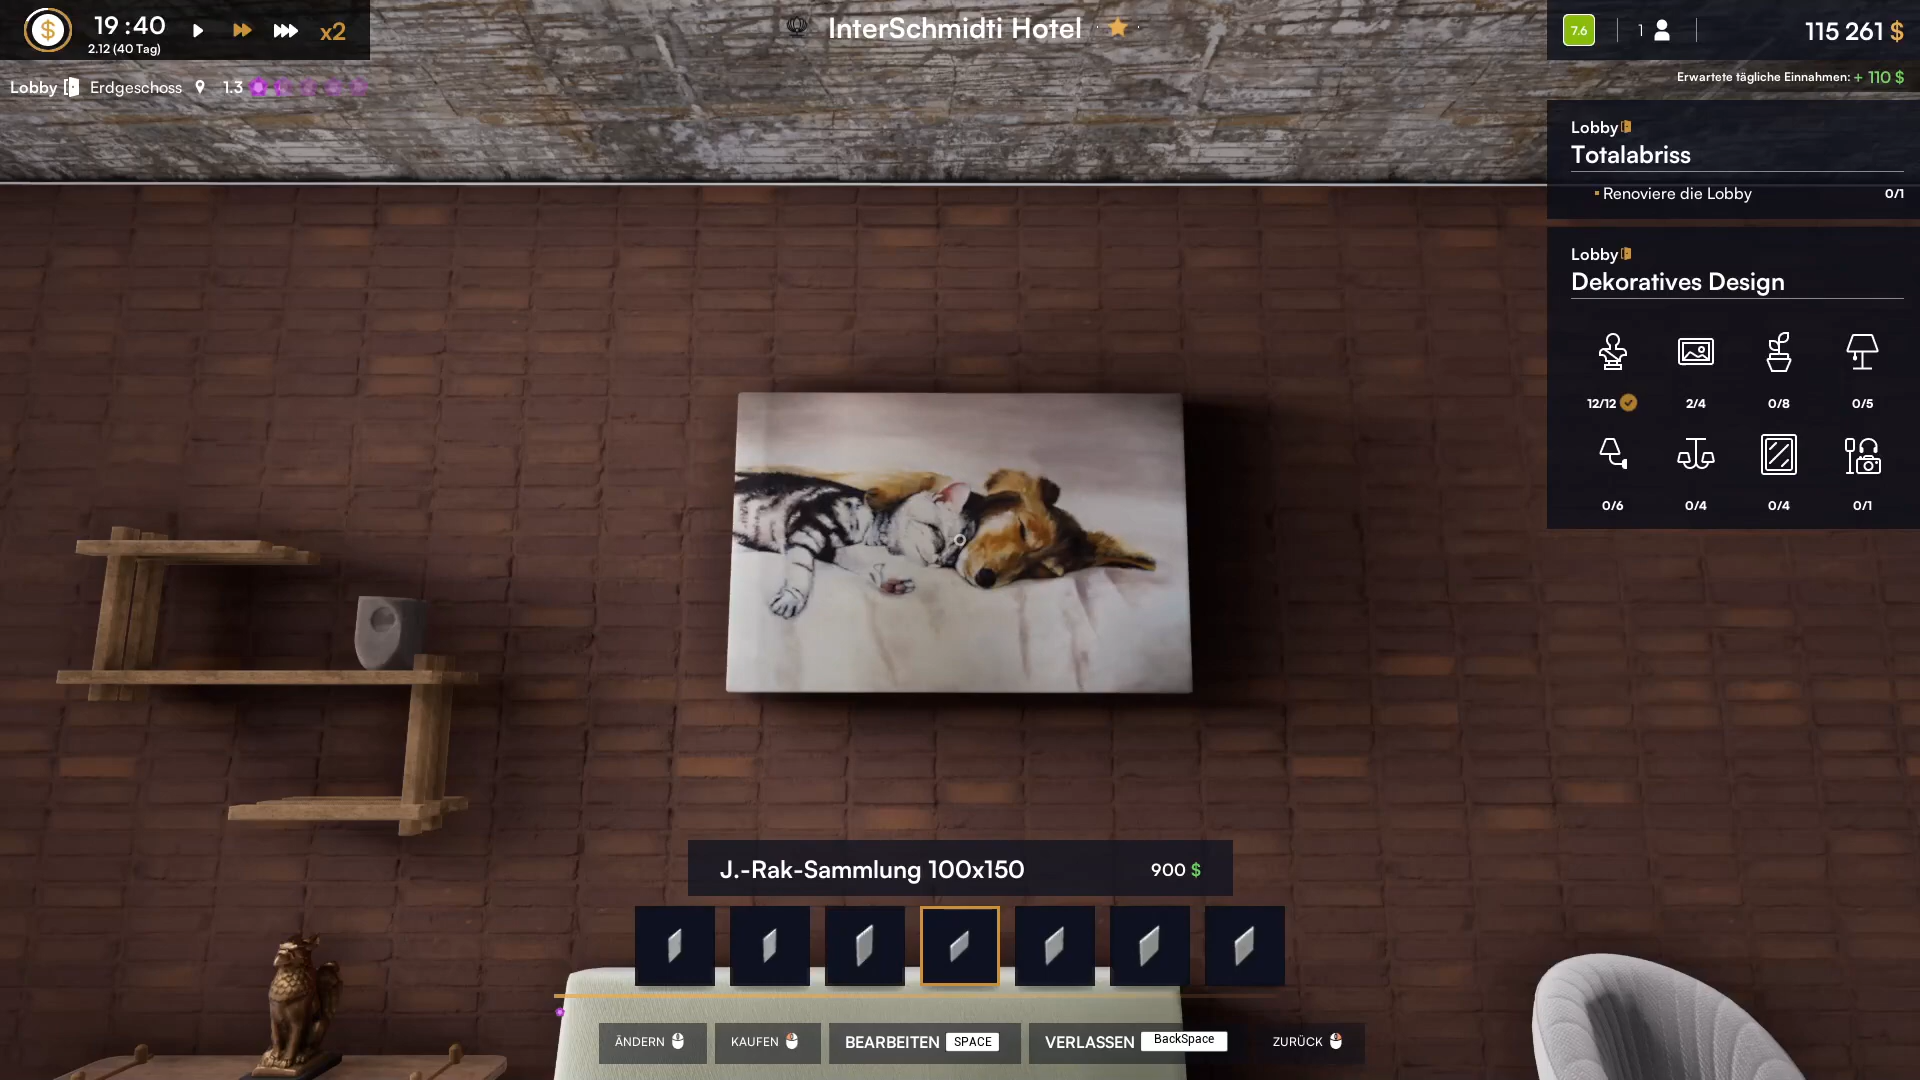 19:40
x2
2.12 (40 Tag)
InterSchmidti Hotel
7.6
1
115 261 $
Erwartete tägliche Einnahmen: + 110 $
Lobby
Erdgeschoss
1.3
Lobby
Totalabriss
Renoviere die Lobby 0/1
Lobby
Dekoratives Design
12/12 2/4 0/8 0/5
0/6 0/4 0/4 0/1
J.-Rak-Sammlung 100x150 900 $
ÄNDERN KAUFEN BEARBEITEN SPACE VERLASSEN BackSpace ZURÜCK